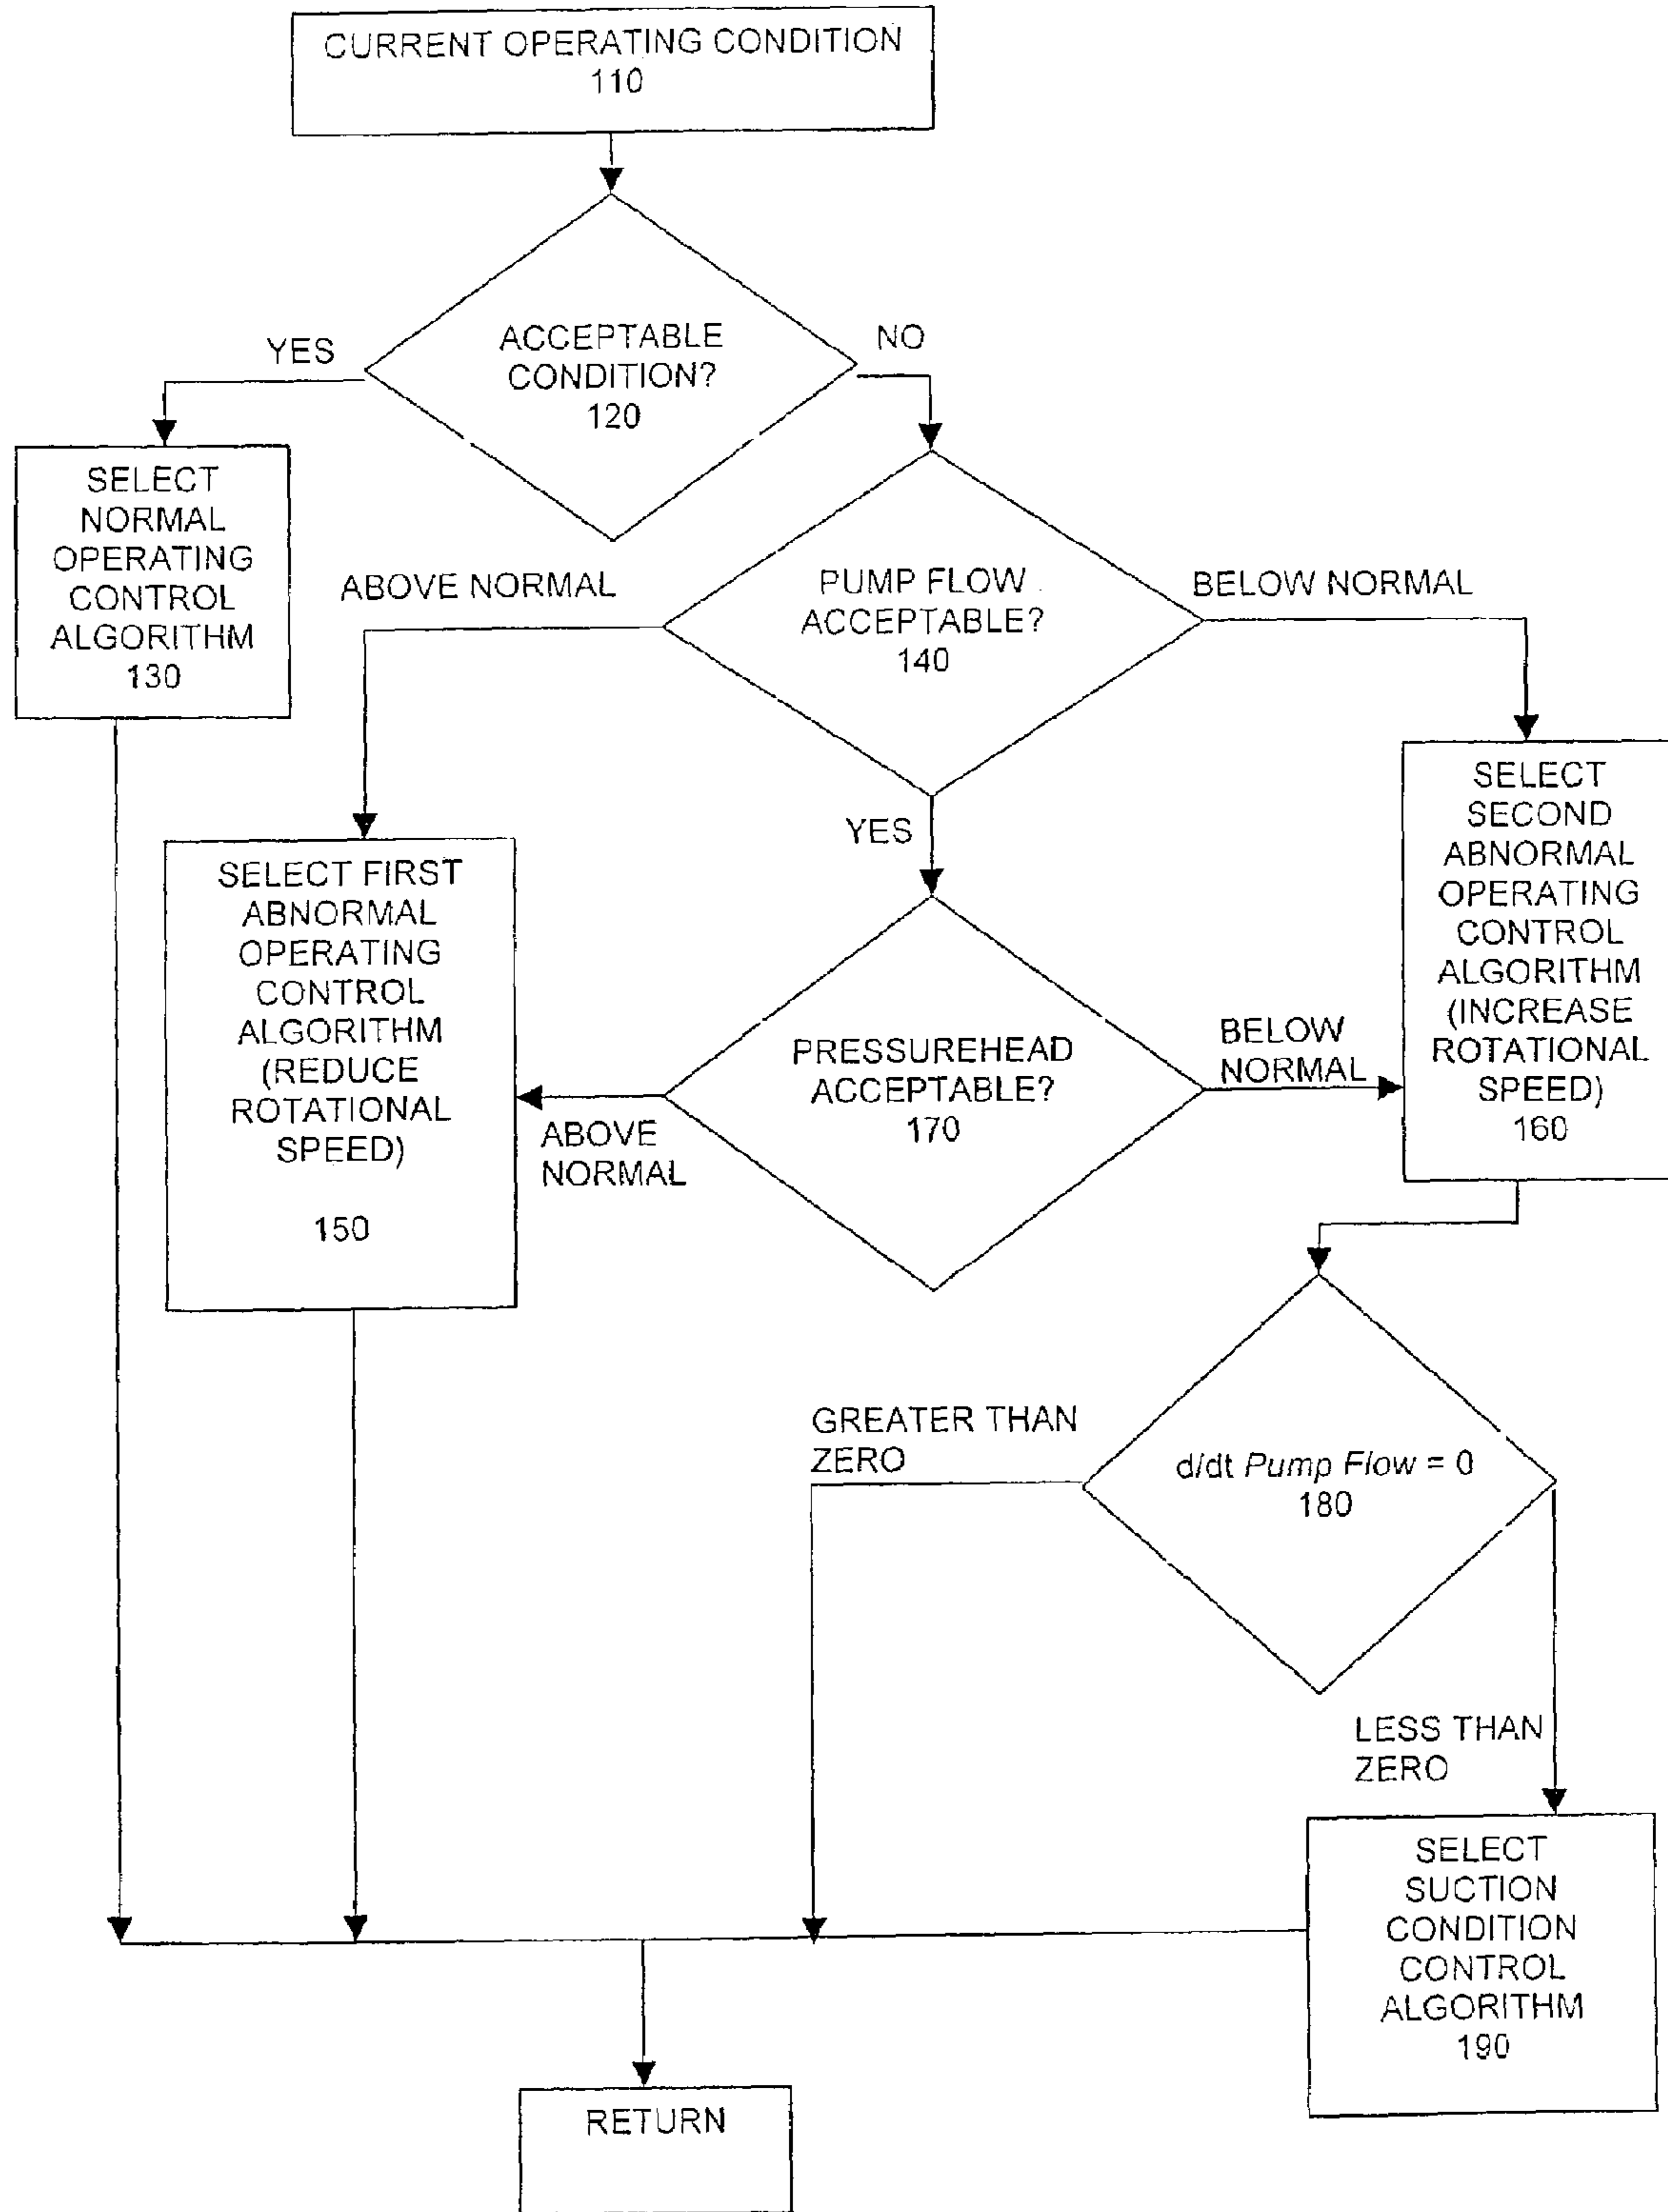 CURRENT OPERATING CONDITION
110
ACCEPTABLE
CONDITION?
120
YES
NO
SELECT
NORMAL
OPERATING
CONTROL
ALGORITHM
130
PUMP FLOW
ACCEPTABLE?
140
ABOVE NORMAL
BELOW NORMAL
YES
SELECT FIRST
ABNORMAL
OPERATING
CONTROL
ALGORITHM
(REDUCE
ROTATIONAL
SPEED)
150
SELECT
SECOND
ABNORMAL
OPERATING
CONTROL
ALGORITHM
(INCREASE
ROTATIONAL
SPEED)
160
PRESSUREHEAD
ACCEPTABLE?
170
ABOVE
NORMAL
BELOW
NORMAL
d/dt Pump Flow = 0
180
GREATER THAN
ZERO
LESS THAN
ZERO
SELECT
SUCTION
CONDITION
CONTROL
ALGORITHM
190
RETURN